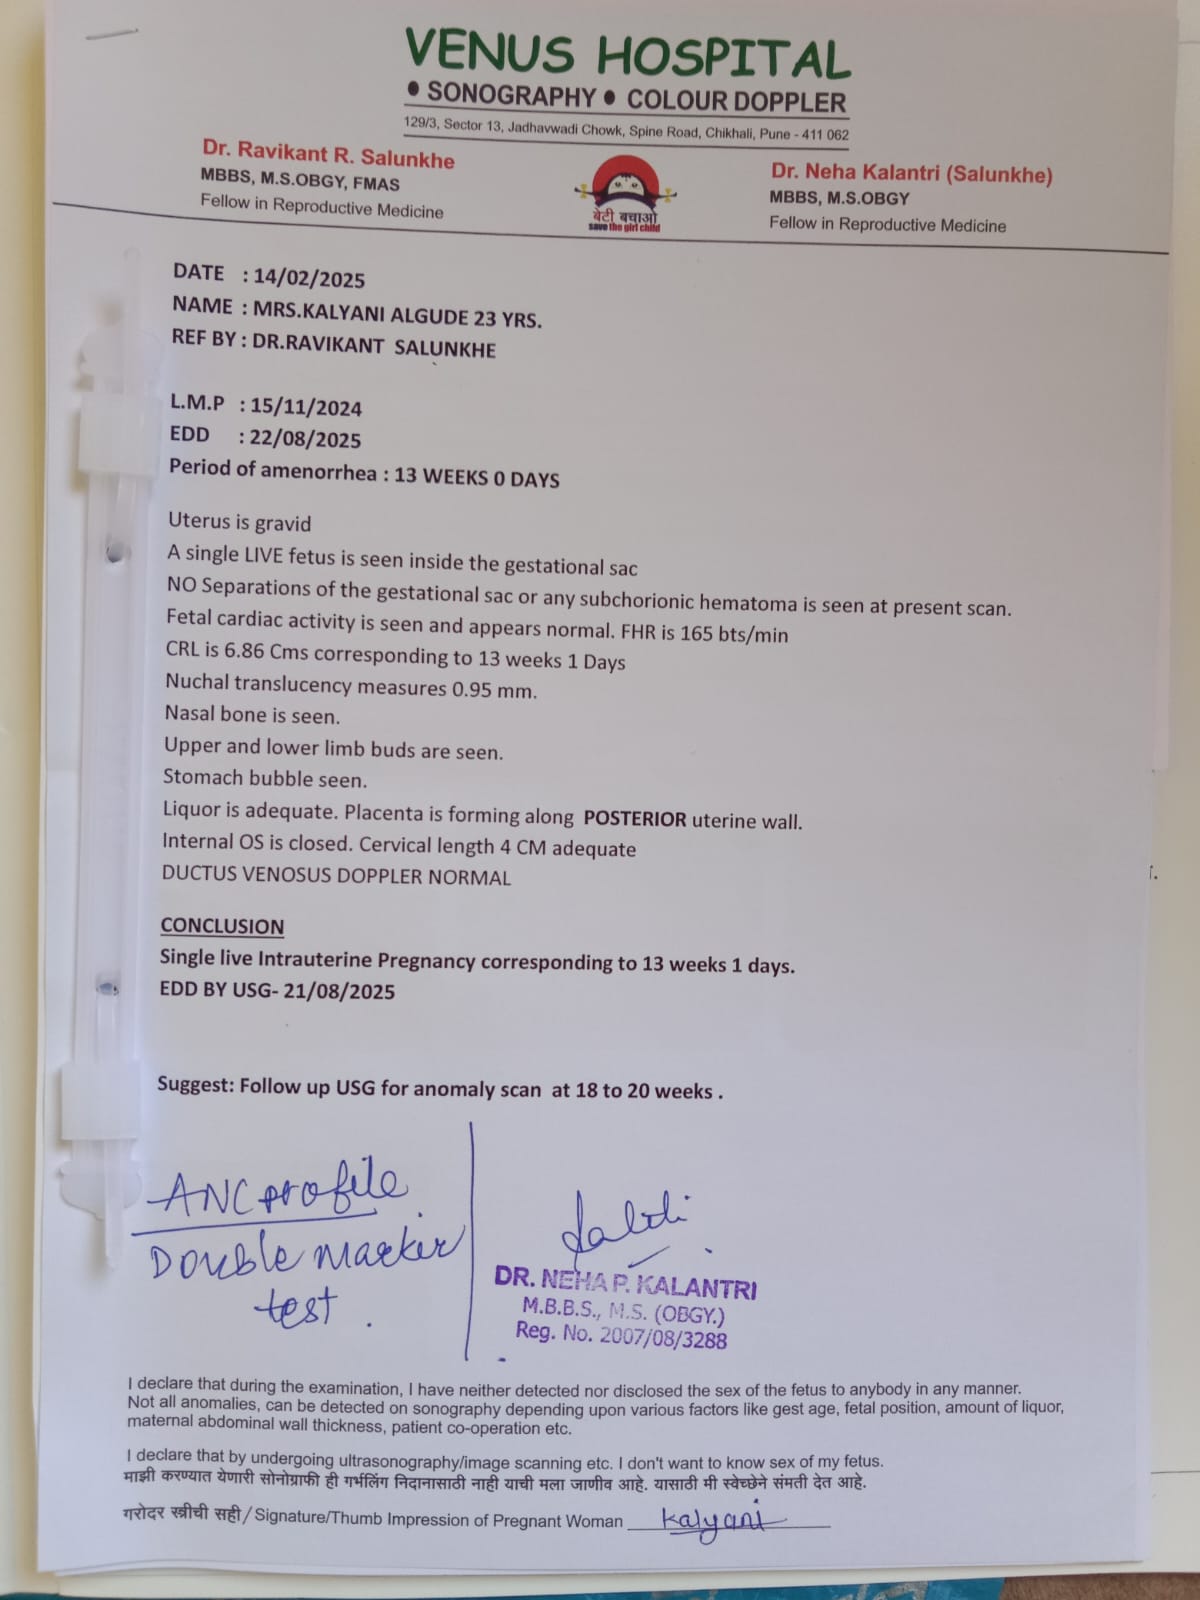 VENUS HOSPITAL
• SONOGRAPHY • COLOUR DOPPLER
129/3, Sector 13, Jadhavwadi Chowk, Spine Road, Chikhali, Pune - 411 062
Dr. Ravikant R. Salunkhe
MBBS, M.S.OBGY, FMAS
Fellow in Reproductive Medicine
बेटी बचाओ
save the girl child
Dr. Neha Kalantri (Salunkhe)
MBBS, M.S.OBGY
Fellow in Reproductive Medicine
DATE : 14/02/2025
NAME : MRS.KALYANI ALGUDE 23 YRS.
REF BY : DR.RAVIKANT SALUNKHE
L.M.P : 15/11/2024
EDD : 22/08/2025
Period of amenorrhea : 13 WEEKS 0 DAYS
Uterus is gravid
A single LIVE fetus is seen inside the gestational sac
NO Separations of the gestational sac or any subchorionic hematoma is seen at present scan.
Fetal cardiac activity is seen and appears normal. FHR is 165 bts/min
CRL is 6.86 Cms corresponding to 13 weeks 1 Days
Nuchal translucency measures 0.95 mm.
Nasal bone is seen.
Upper and lower limb buds are seen.
Stomach bubble seen.
Liquor is adequate. Placenta is forming along POSTERIOR uterine wall.
Internal OS is closed. Cervical length 4 CM adequate
DUCTUS VENOSUS DOPPLER NORMAL
CONCLUSION
Single live Intrauterine Pregnancy corresponding to 13 weeks 1 days.
EDD BY USG- 21/08/2025
Suggest: Follow up USG for anomaly scan at 18 to 20 weeks .
ANC profile
Double marker
test .
DR. NEHA P. KALANTRI
M.B.B.S., M.S. (OBGY.)
Reg. No. 2007/08/3288
I declare that during the examination, I have neither detected nor disclosed the sex of the fetus to anybody in any manner.
Not all anomalies, can be detected on sonography depending upon various factors like gest age, fetal position, amount of liquor,
maternal abdominal wall thickness, patient co-operation etc.
I declare that by undergoing ultrasonography/image scanning etc. I don't want to know sex of my fetus.
माझी करण्यात येणारी सोनोग्राफी ही गर्भलिंग निदानासाठी नाही याची मला जाणीव आहे. यासाठी मी स्वेच्छेने संमती देत आहे.
गरोदर स्त्रीची सही / Signature/Thumb Impression of Pregnant Woman Kalyani